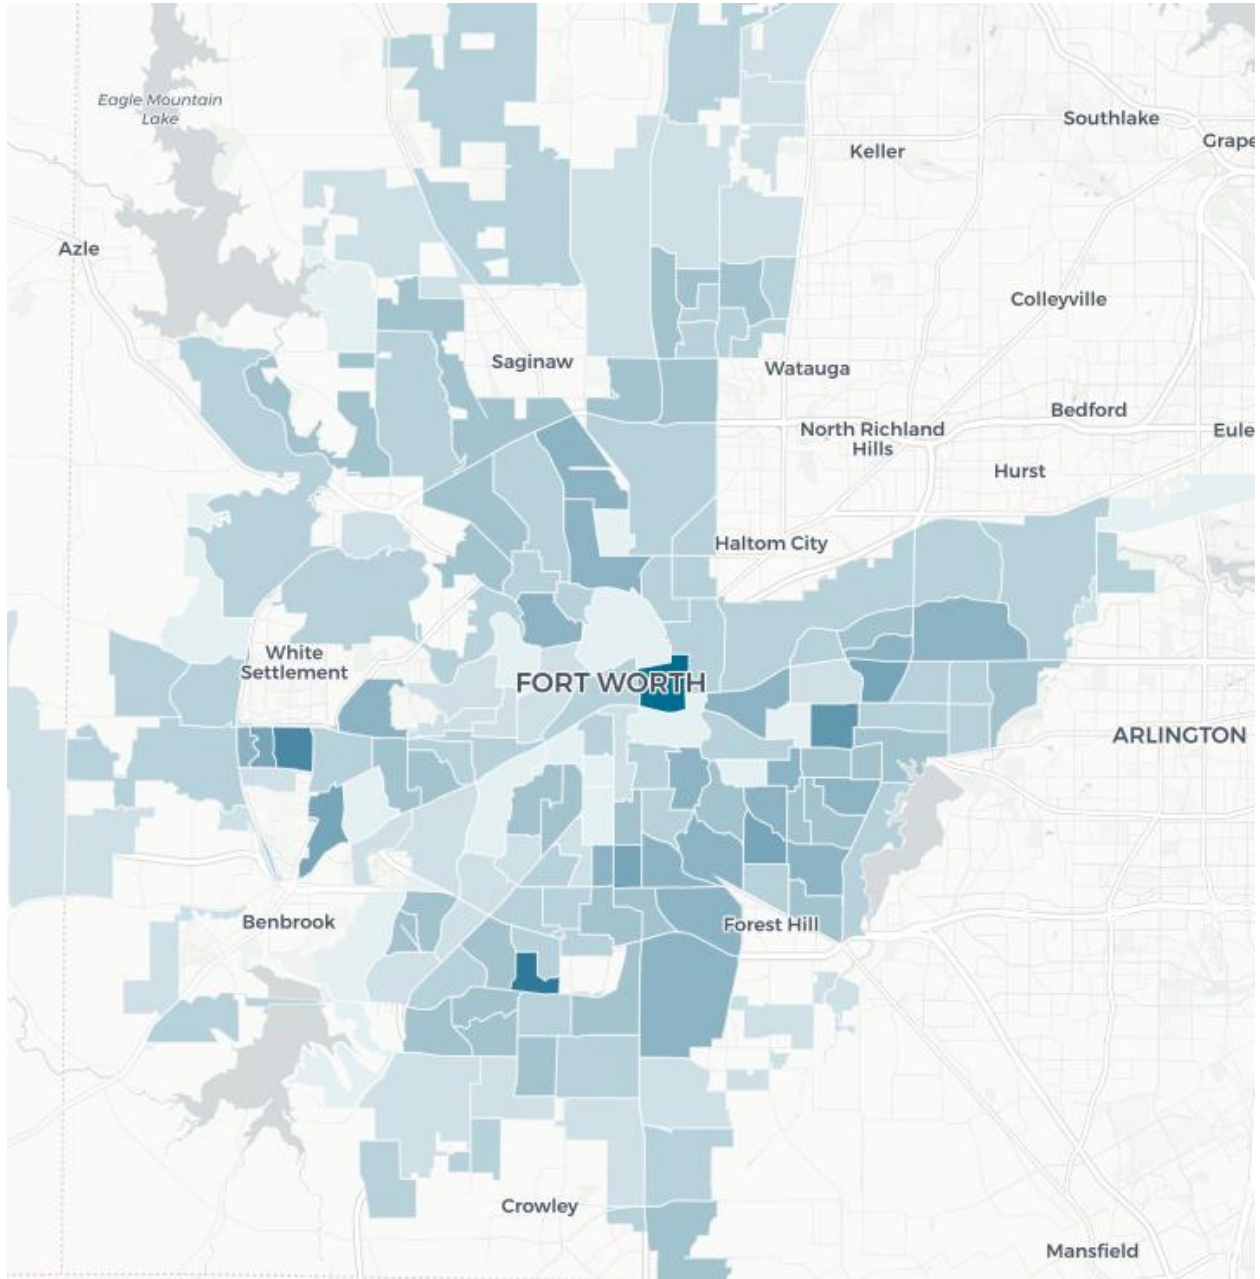 Eagle Mountain
Lake
Southlake
Keller
Grape
Azle
Colleyville
Saginaw
Watauga
Bedford
North Richland
Hills
Eule
Hurst
Haltom City
White
Settlement
FORT WORTH
ARLINGTON
Benbrook
Forest Hill
Crowley
Mansfield